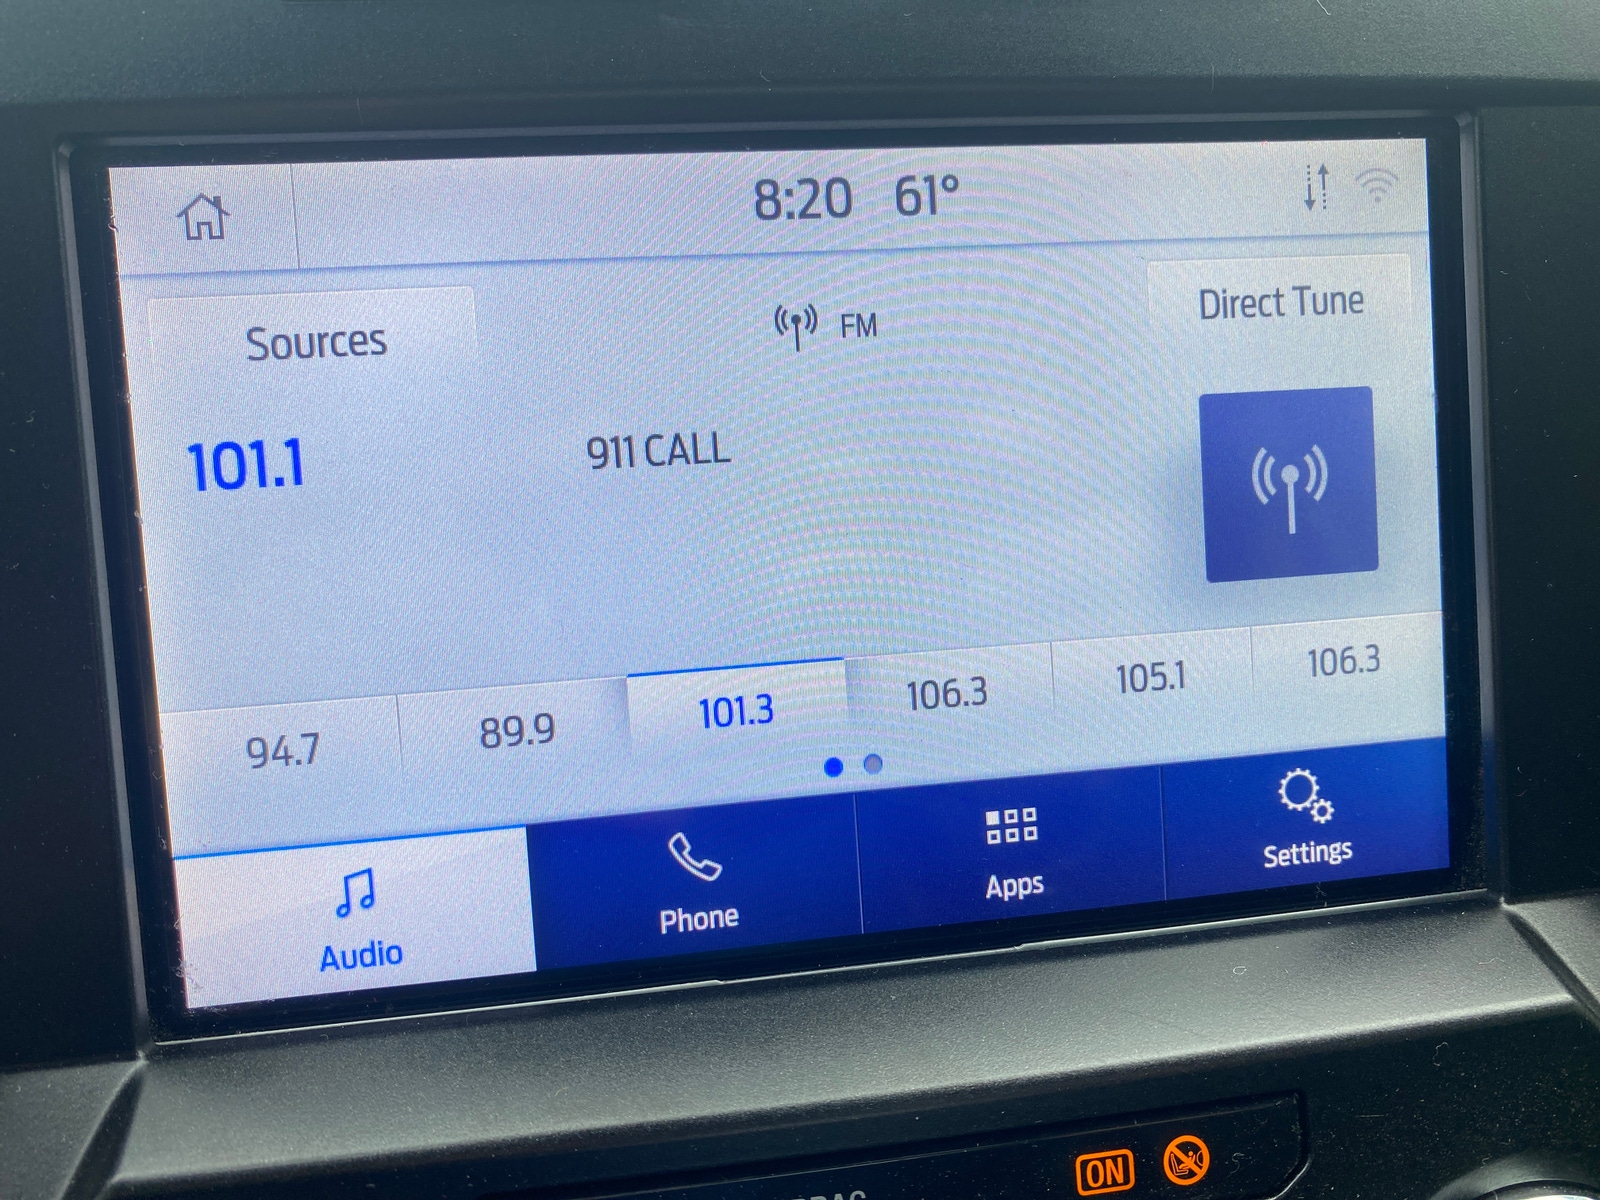 8:20 61°
Sources
FM
Direct Tune
101.1
911 CALL
94.7
89.9
101.3
106.3
105.1
106.3
Audio
Phone
Apps
Settings
ON